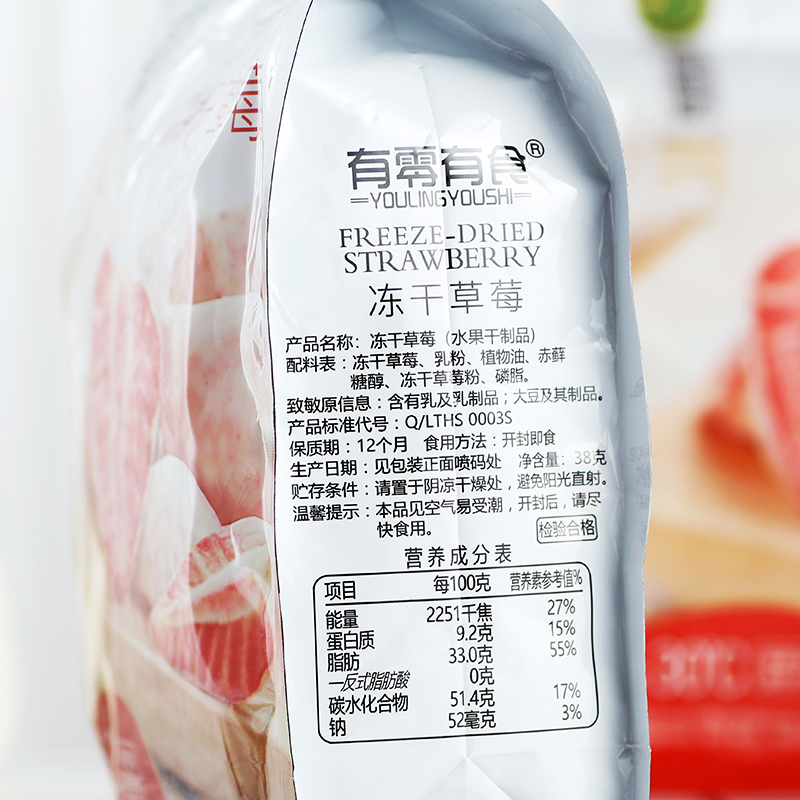 有零有食®
YOULINGYOUSHI
FREEZE-DRIED
STRAWBERRY
冻干草莓
产品名称：冻干草莓（水果干制品）
配料表：冻干草莓、乳粉、植物油、赤藓
糖醇、冻干草莓粉、磷脂。
致敏原信息：含有乳及乳制品；大豆及其制品。
产品标准代号：Q/LTHS 0003S
保质期：12个月 食用方法：开封即食
生产日期：见包装正面喷码处 净含量：38克
贮存条件：请置于阴凉干燥处，避免阳光直射。
温馨提示：本品见空气易受潮，开封后，请尽
快食用。
检验合格
营养成分表
项目 每100克 营养素参考值%
能量 2251千焦 27%
蛋白质 9.2克 15%
脂肪 33.0克 55%
—反式脂肪酸 0克
碳水化合物 51.4克 17%
钠 52毫克 3%